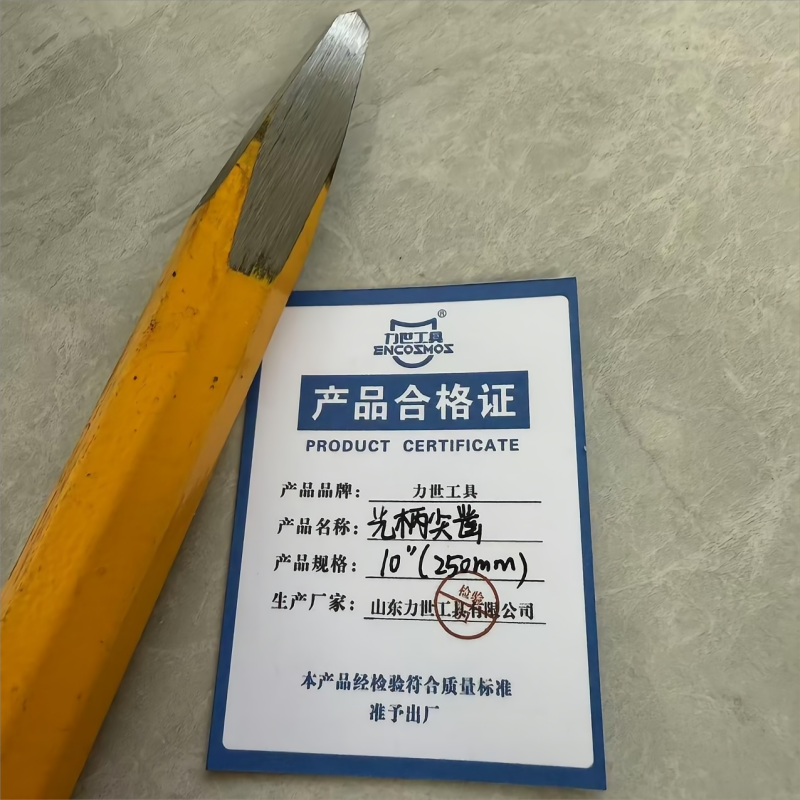 ®
力世工具
ENCOSMOS
产品合格证
PRODUCT CERTIFICATE
产品品牌：力世工具
产品名称：光柄尖凿
产品规格：10"(250mm)
生产厂家：山东力世工具有限公司
检验
本产品经检验符合质量标准
准予出厂